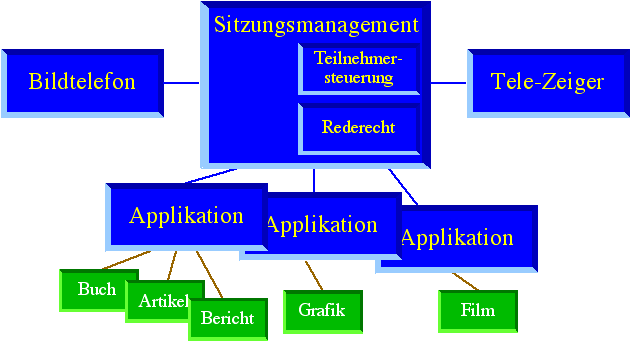 Sitzungsmanagement
Teilnehmer-
steuerung
Bildtelefon
Tele-Zeiger
Rederecht
Applikation
Applikation
Applikation
Buch
Artikel
Bericht
Grafik
Film